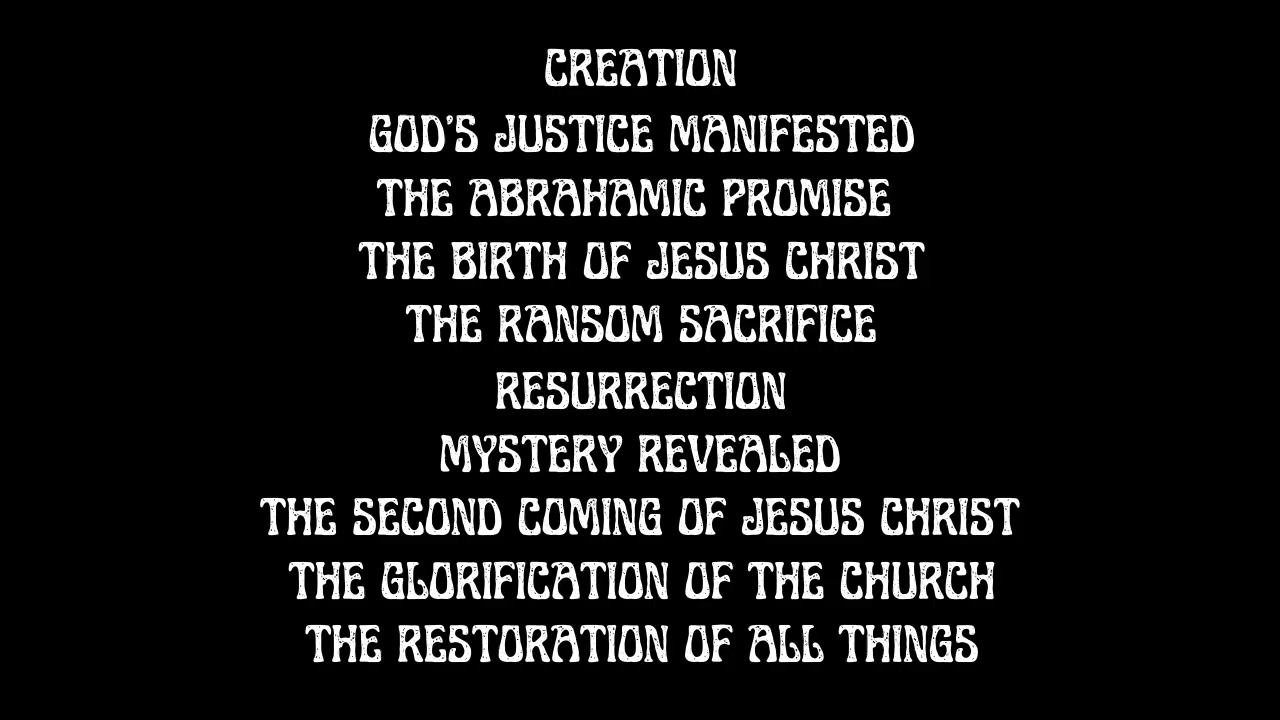 CREATION
GOD'S JUSTICE MANIFESTED
THE ABRAHAMIC PROMISE
THE BIRTH OF JESUS CHRIST
THE RANSOM SACRIFICE
RESURRECTION
MYSTERY REVEALED
THE SECOND COMING OF JESUS CHRIST
THE GLORIFICATION OF THE CHURCH
THE RESTORATION OF ALL THINGS